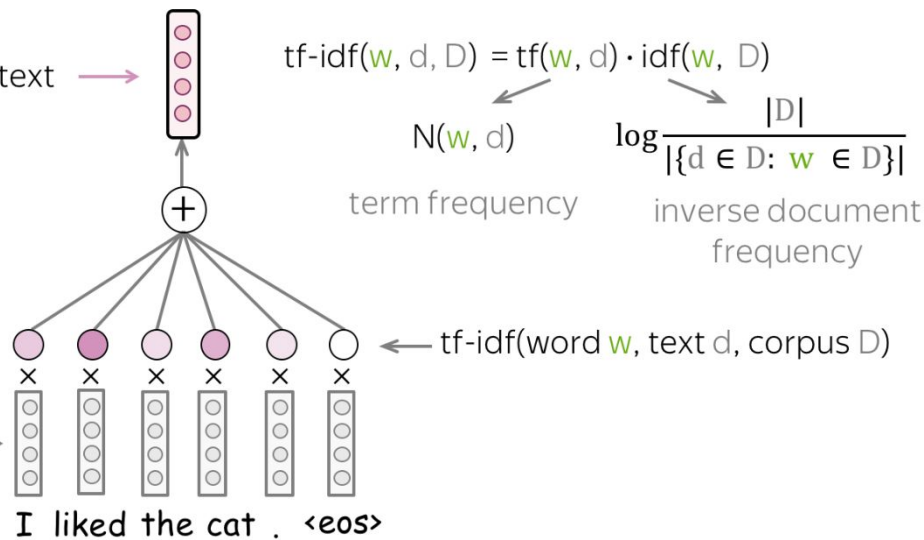 text
tf-idf(w, d, D) = tf(w, d) · idf(w, D)
N(w, d)
log |D| / |{d ∈ D: w ∈ D}|
term frequency
inverse document
frequency
+
tf-idf(word w, text d, corpus D)
× × × × × ×
I liked the cat . <eos>